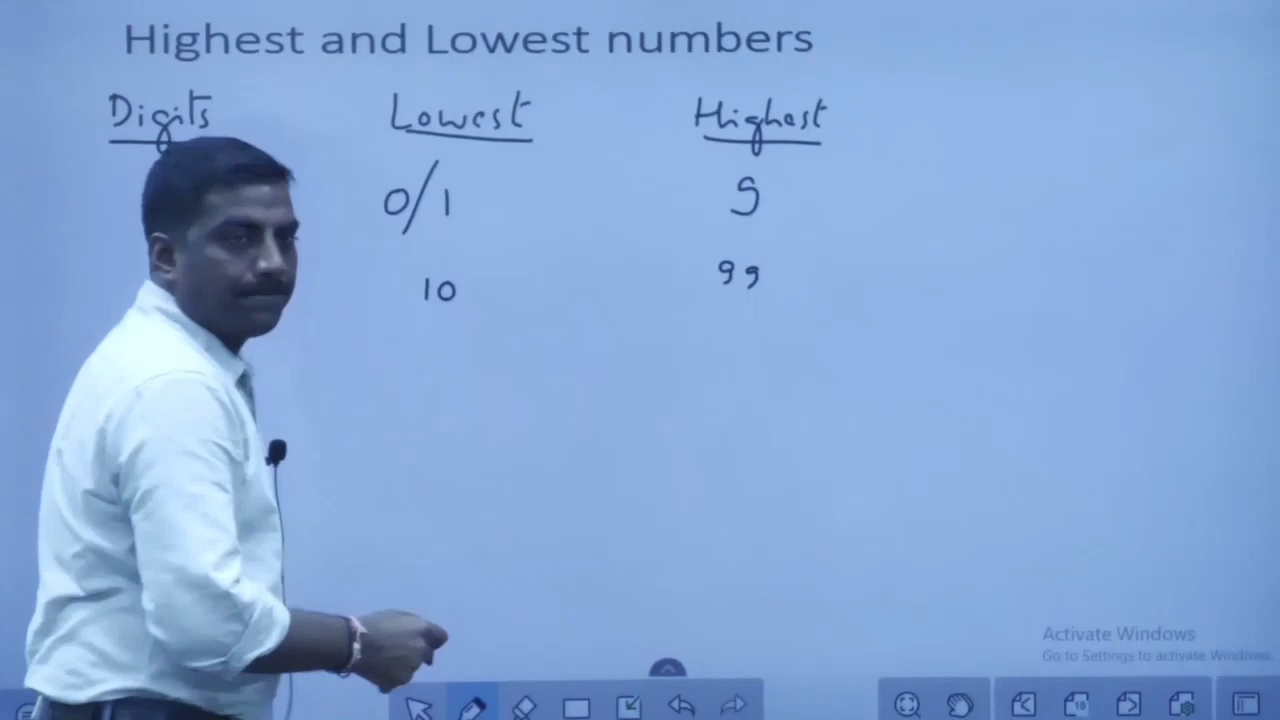 Highest and Lowest numbers
Digits Lowest Highest
0/1 9
10 99
Activate Windows
Go to Settings to activate Windows.